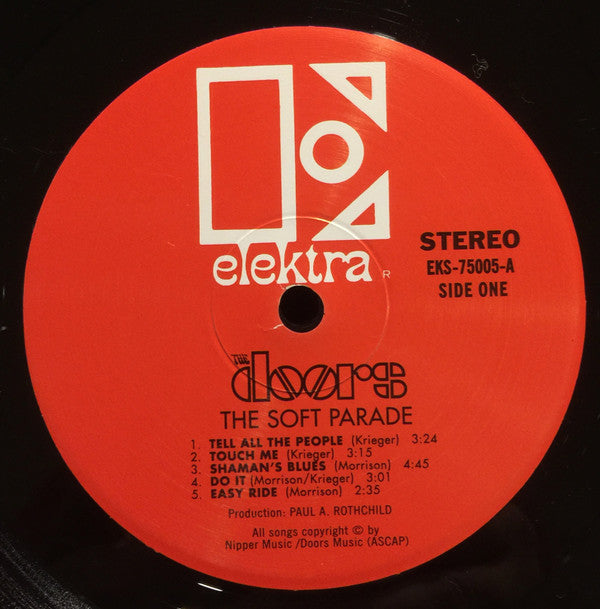 elektra
R
STEREO
EKS-75005-A
SIDE ONE
THE
doors
THE SOFT PARADE
1. TELL ALL THE PEOPLE (Krieger) 3:24
2. TOUCH ME (Krieger) 3:15
3. SHAMAN'S BLUES (Morrison) 4:45
4. DO IT (Morrison/Krieger) 3:01
5. EASY RIDE (Morrison) 2:35
Production: PAUL A. ROTHCHILD
All songs copyright © by
Nipper Music /Doors Music (ASCAP)